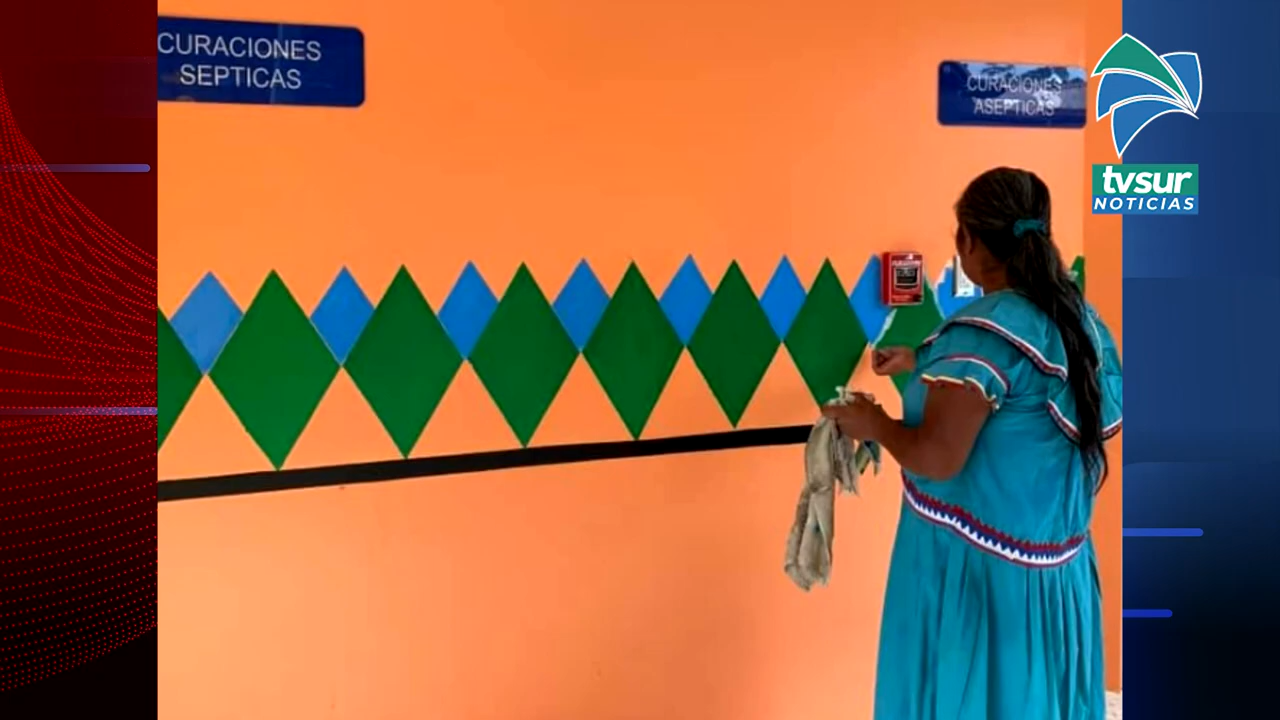 CURACIONES
SEPTICAS
CURACIONES
ASEPTICAS
tvsur
NOTICIAS